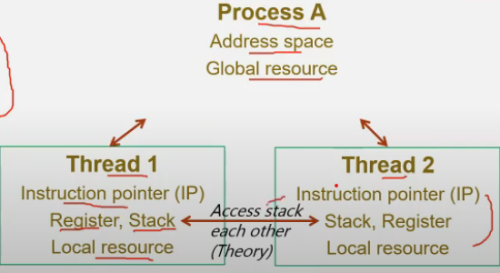 Process A
Address space
Global resource
Thread 1
Instruction pointer (IP)
Register, Stack
Local resource
Access stack
each other
(Theory)
Thread 2
Instruction pointer (IP)
Stack, Register
Local resource